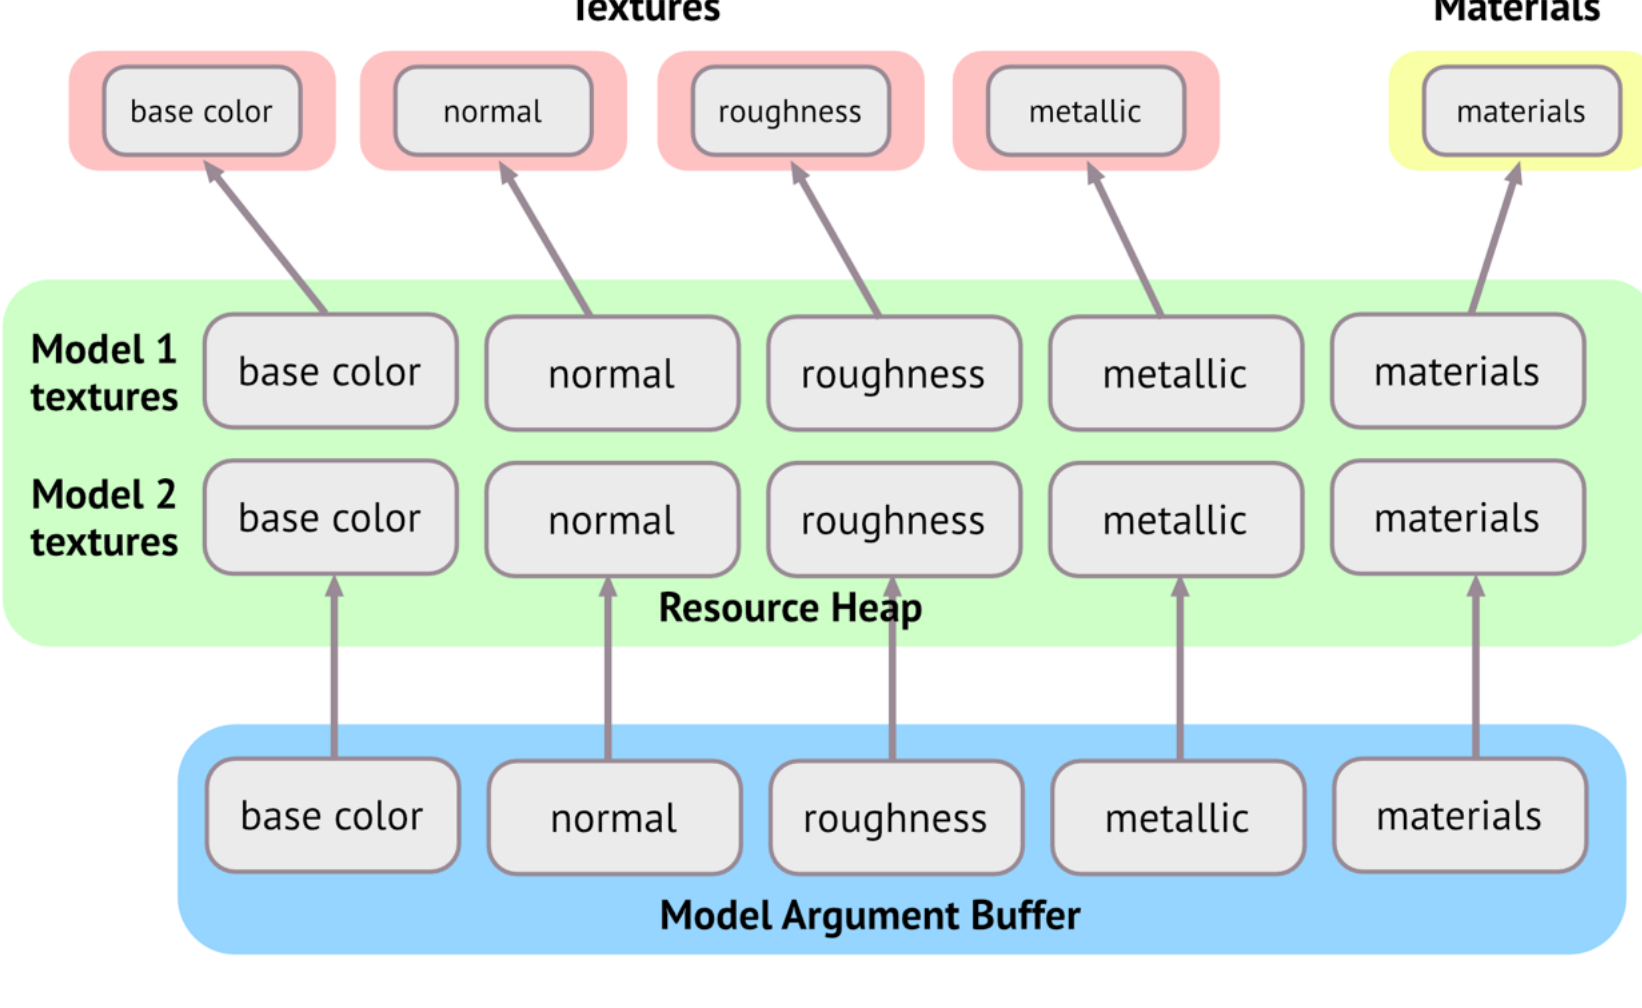 Textures Materials
base color normal roughness metallic materials
Model 1
textures
base color normal roughness metallic materials
Model 2
textures
base color normal roughness metallic materials
Resource Heap
base color normal roughness metallic materials
Model Argument Buffer